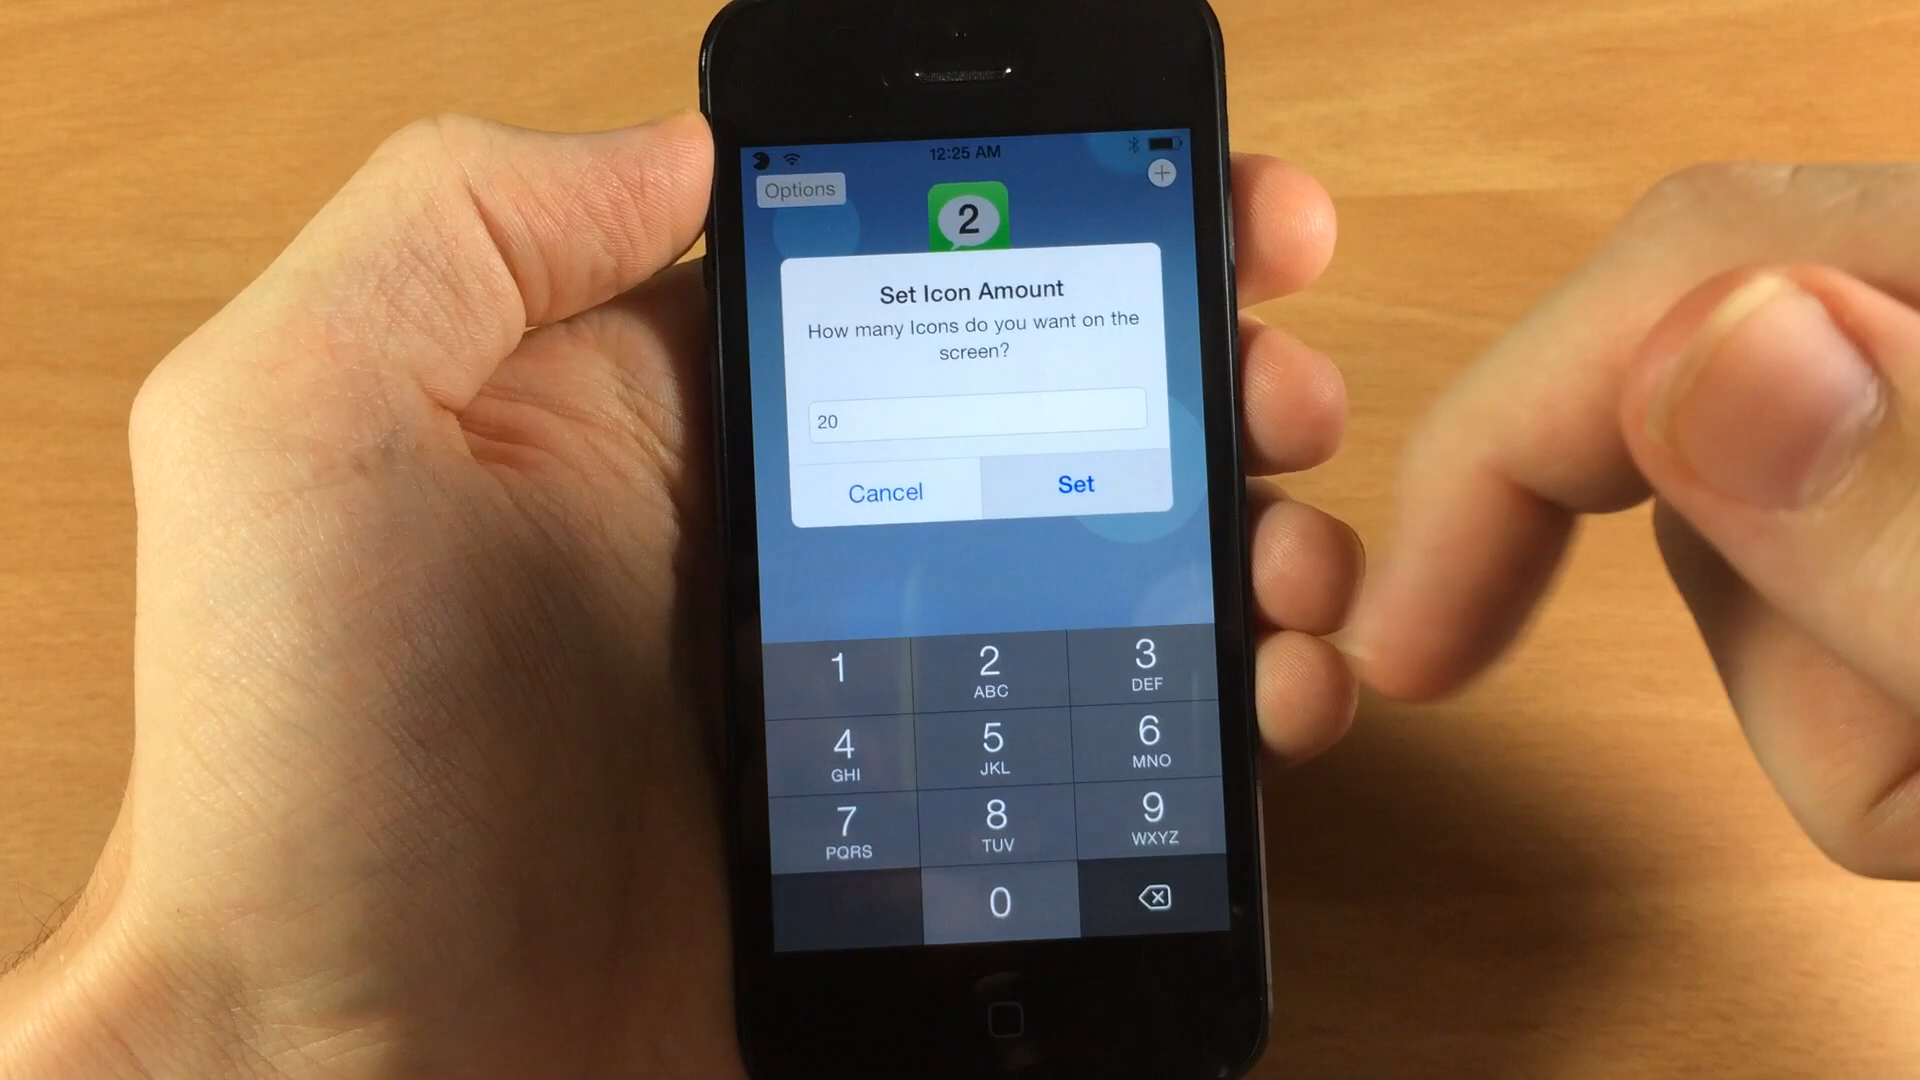 12:25 AM
Options
2
Set Icon Amount
How many Icons do you want on the
screen?
20
Cancel
Set
1
2
ABC
3
DEF
4
GHI
5
JKL
6
MNO
7
PQRS
8
TUV
9
WXYZ
0